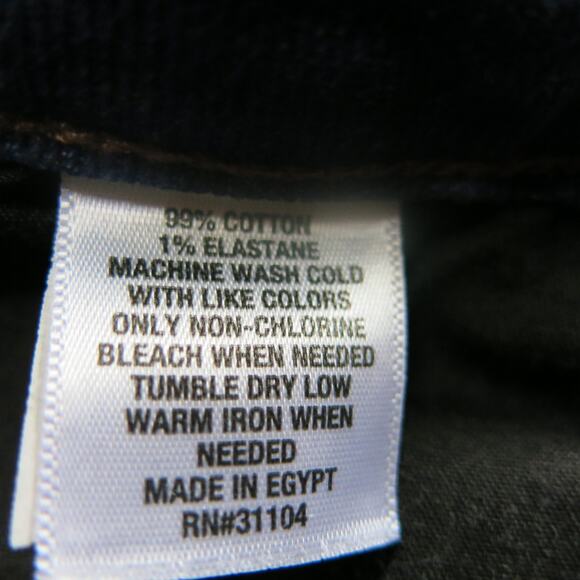 99% COTTON
1% ELASTANE
MACHINE WASH COLD
WITH LIKE COLORS
ONLY NON-CHLORINE
BLEACH WHEN NEEDED
TUMBLE DRY LOW
WARM IRON WHEN
NEEDED
MADE IN EGYPT
RN#31104